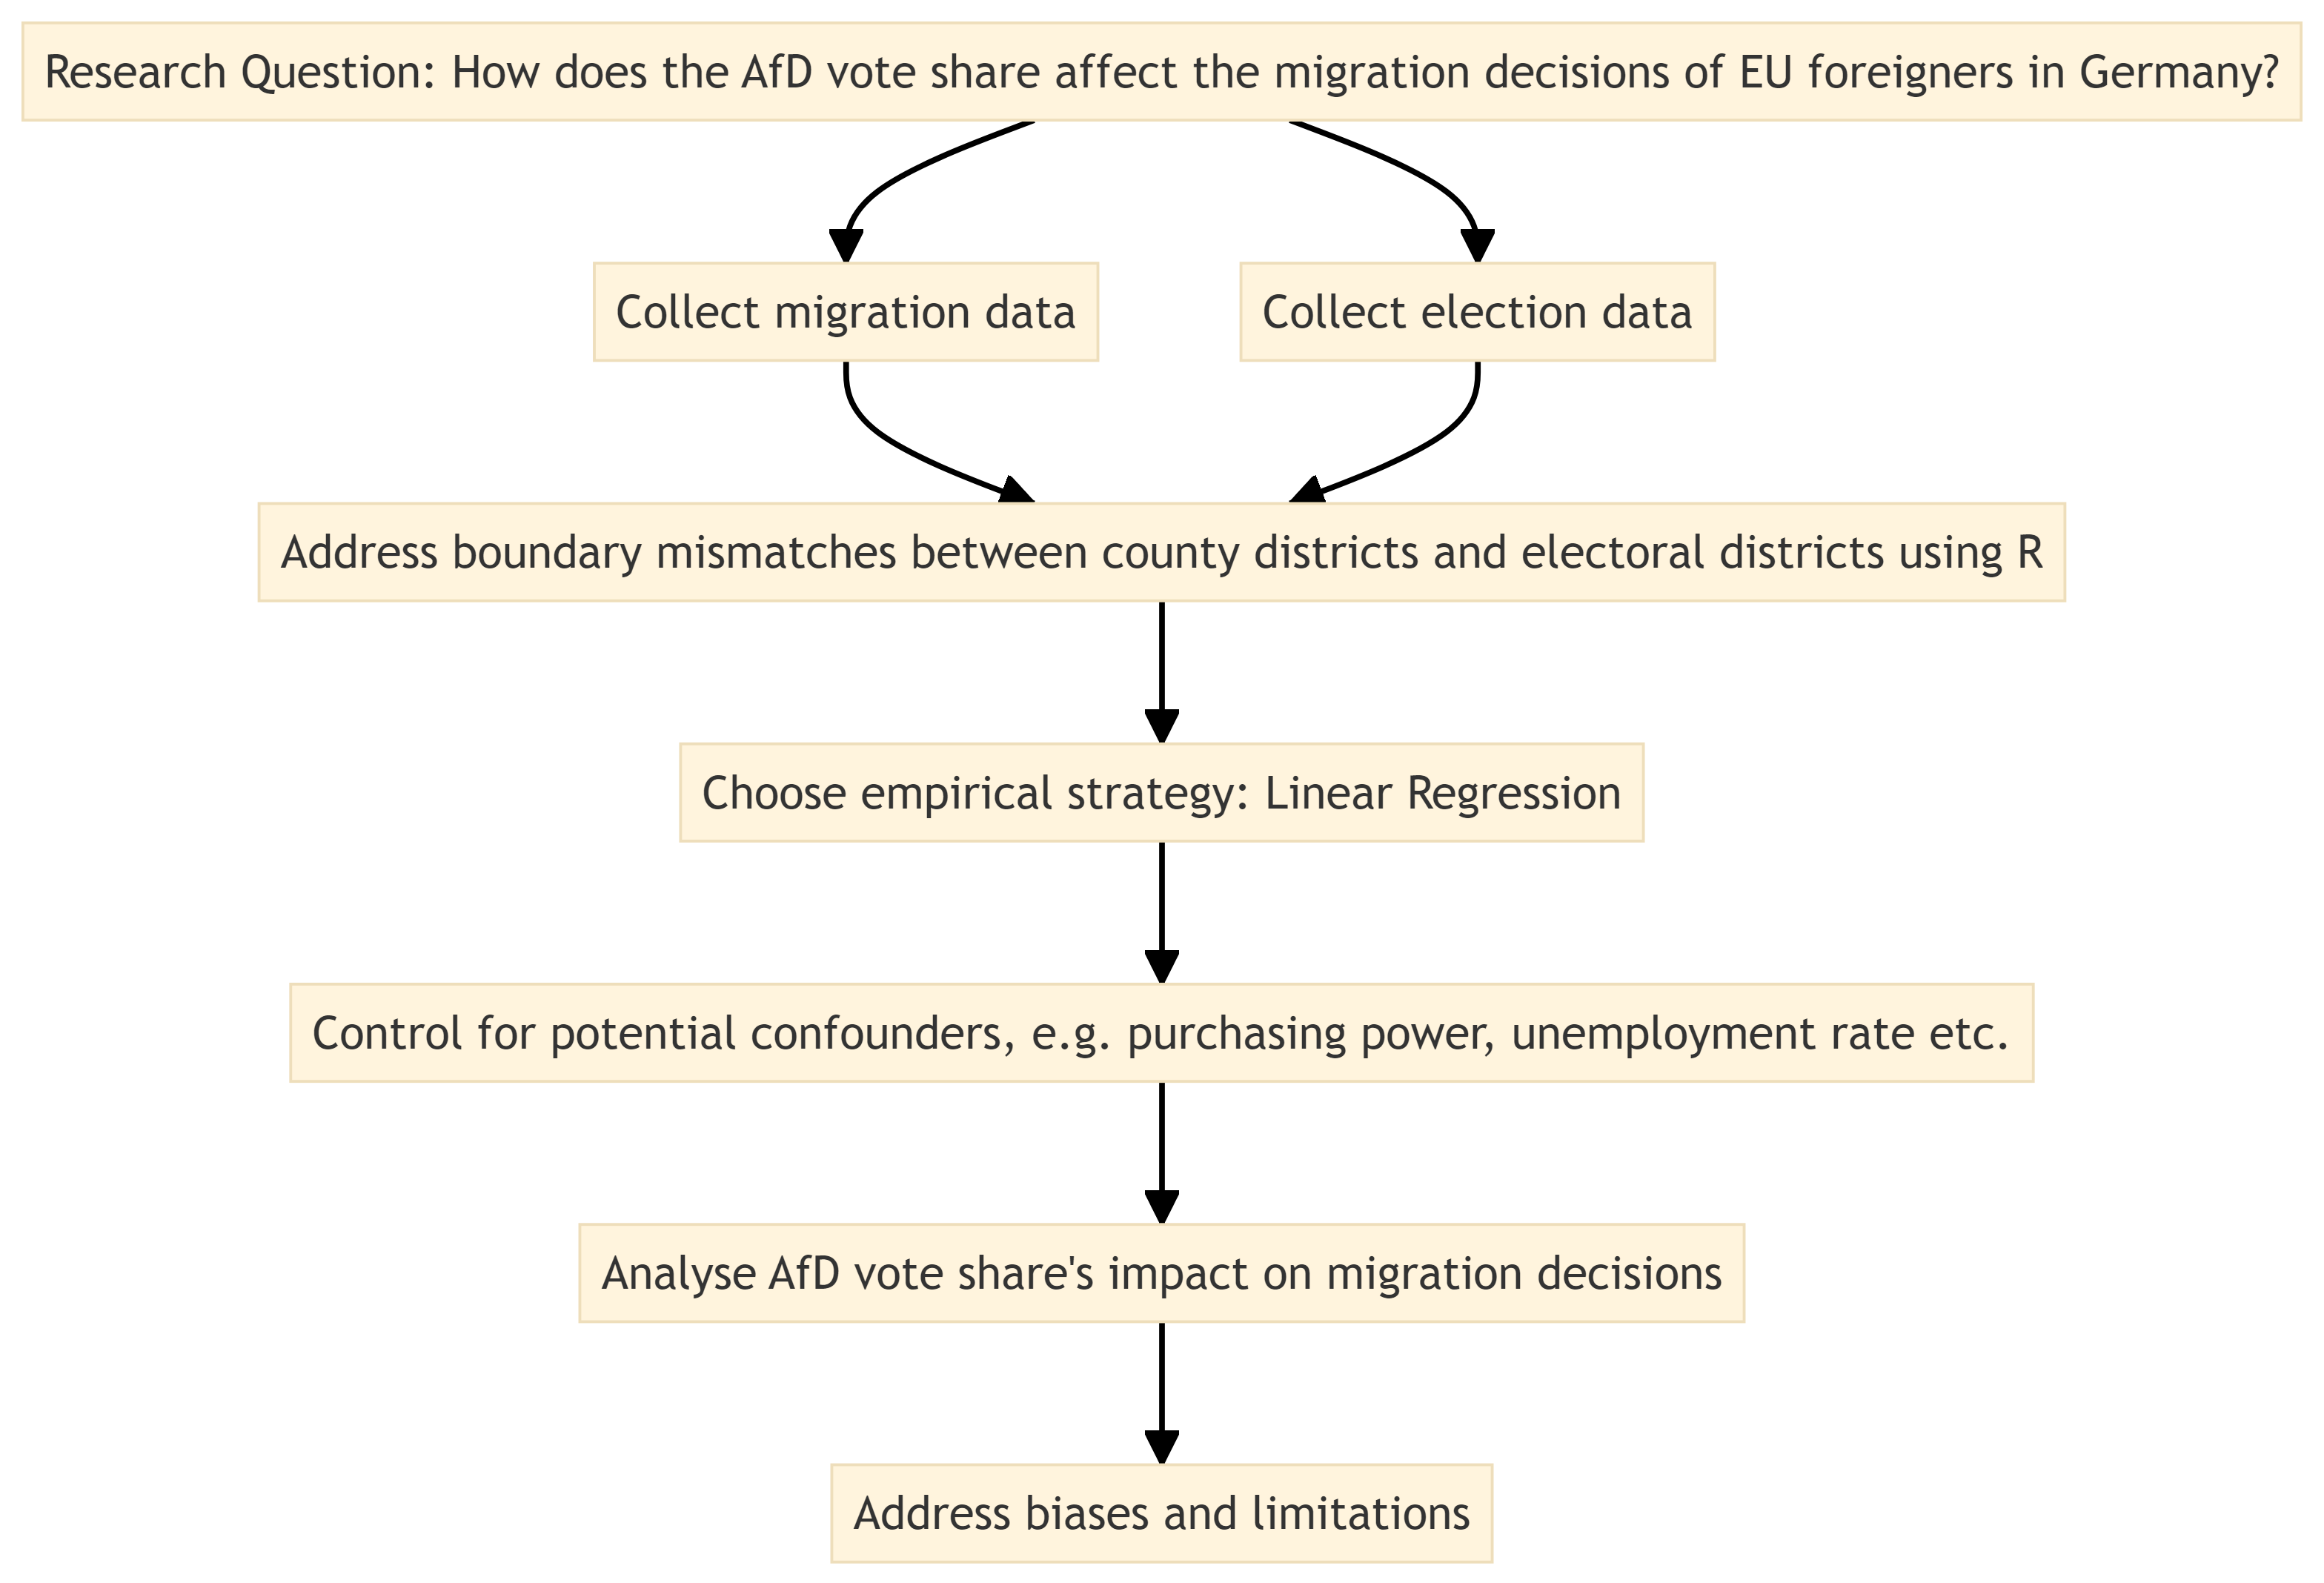 Research Question: How does the AfD vote share affect the migration decisions of EU foreigners in Germany?
Collect migration data
Collect election data
Address boundary mismatches between county districts and electoral districts using R
Choose empirical strategy: Linear Regression
Control for potential confounders, e.g. purchasing power, unemployment rate etc.
Analyse AfD vote share's impact on migration decisions
Address biases and limitations